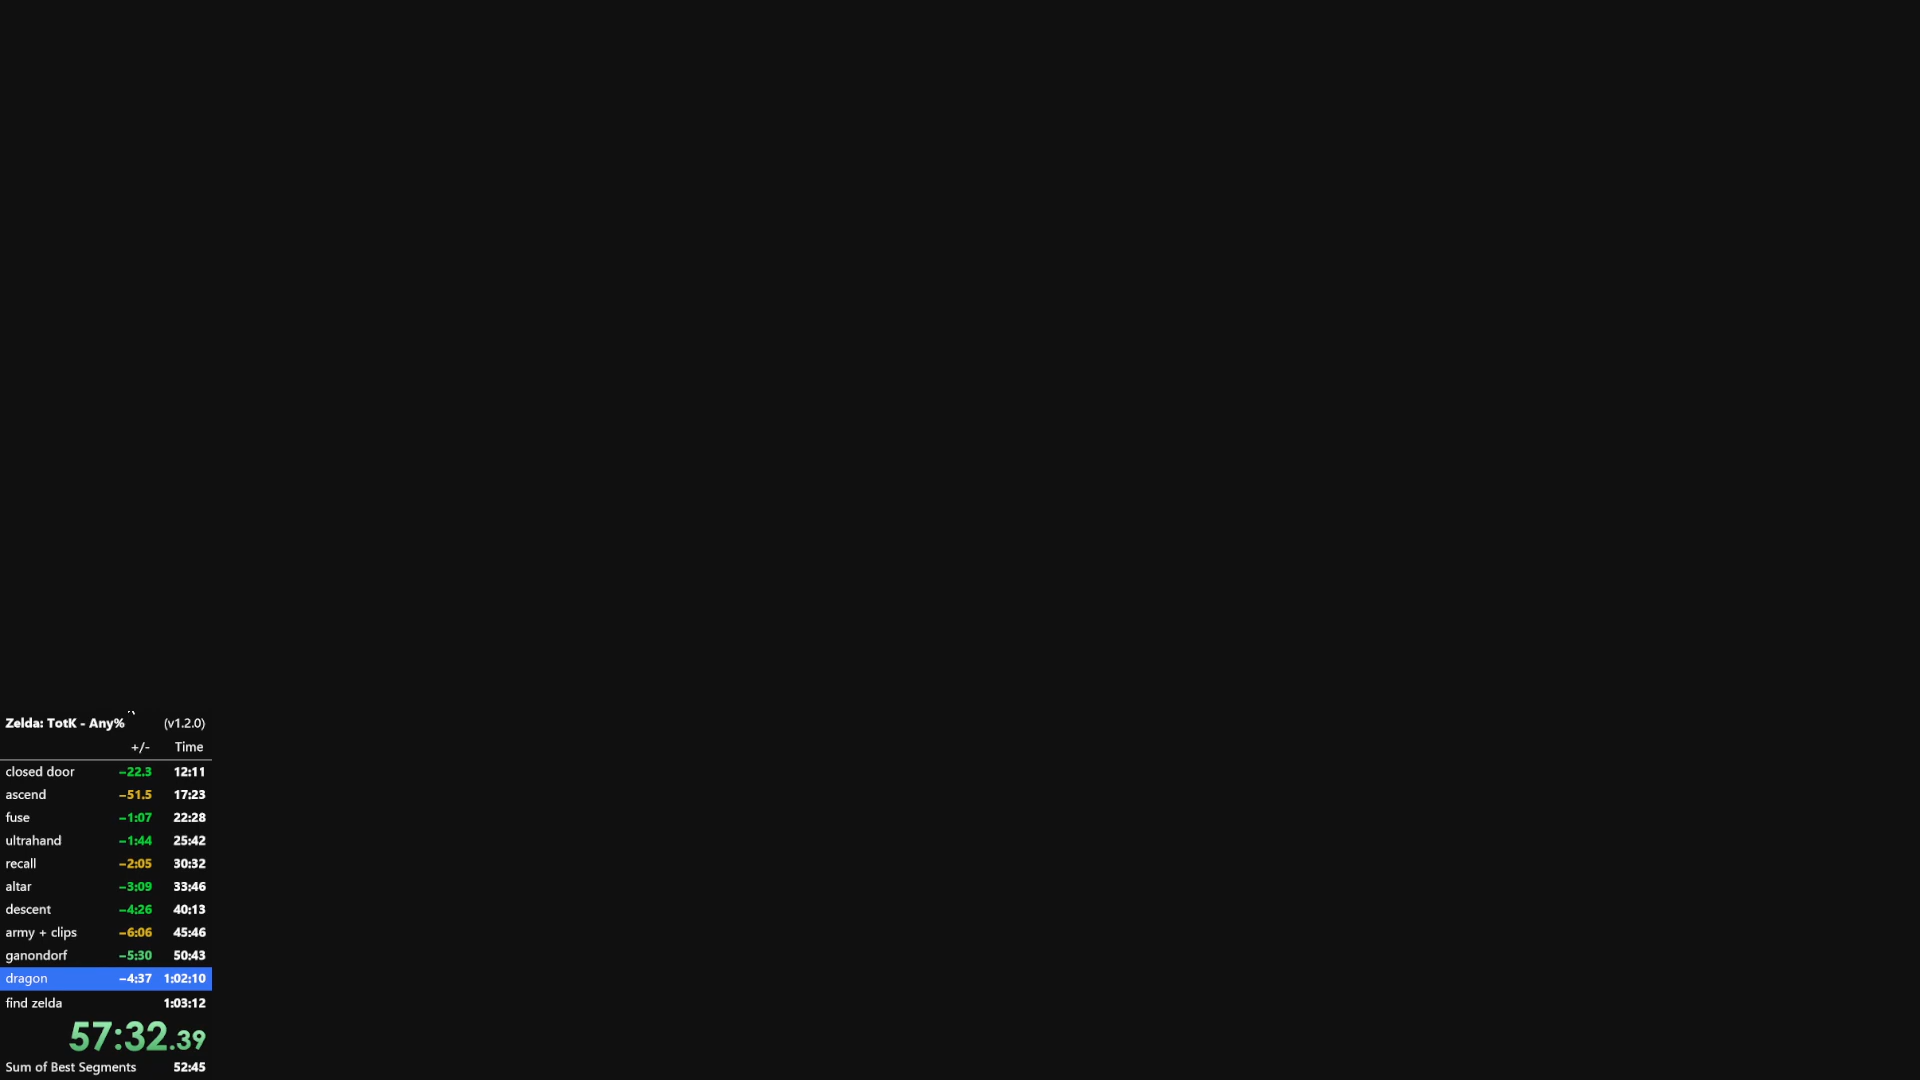 Zelda: TotK - Any% (v1.2.0)
+/- Time
closed door −22.3 12:11
ascend −51.5 17:23
fuse −1:07 22:28
ultrahand −1:44 25:42
recall −2:05 30:32
altar −3:09 33:46
descent −4:26 40:13
army + clips −6:06 45:46
ganondorf −5:30 50:43
dragon −4:37 1:02:10
find zelda 1:03:12
57:32.39
Sum of Best Segments 52:45